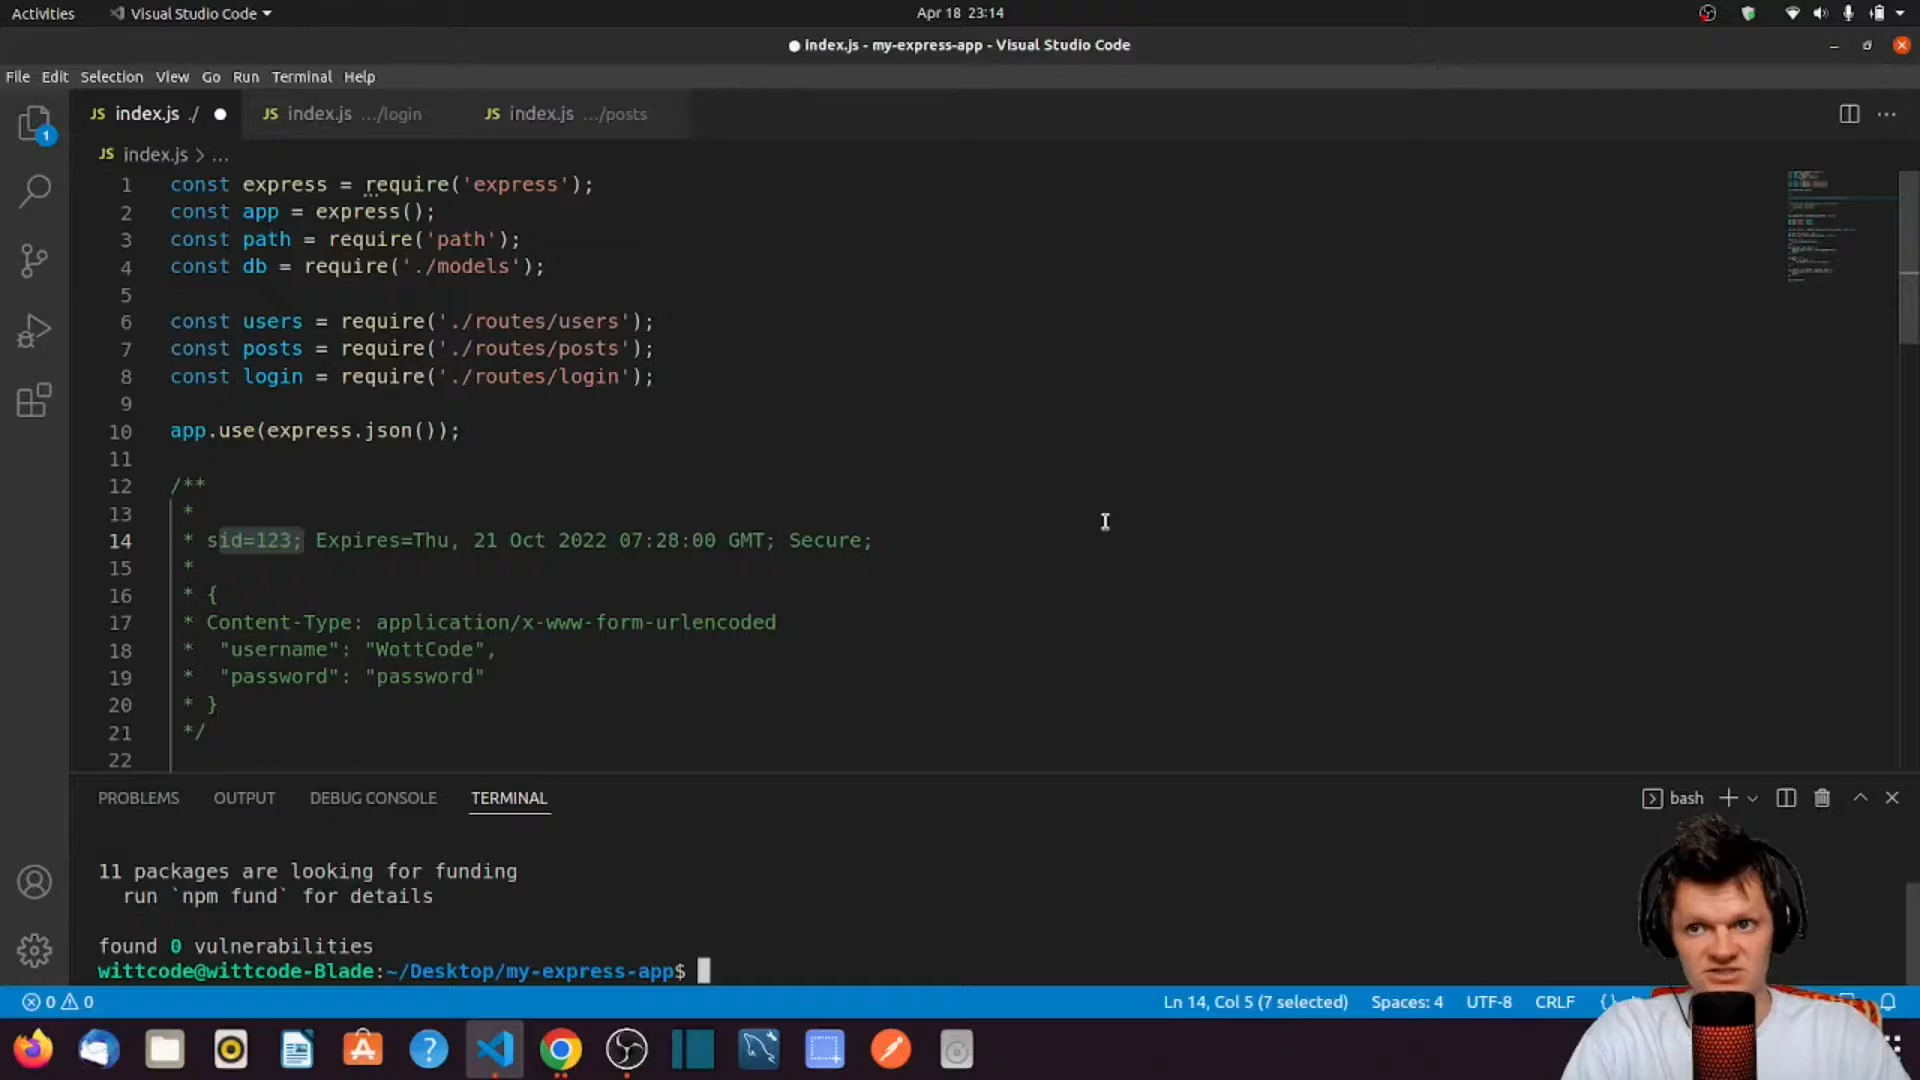 Activities Visual Studio Code Apr 18 23:14
index.js - my-express-app - Visual Studio Code
File Edit Selection View Go Run Terminal Help
JS index.js ./ JS index.js .../login JS index.js .../posts
1
JS index.js > ...
1 const express = require('express');
2 const app = express();
3 const path = require('path');
4 const db = require('./models');
5
6 const users = require('./routes/users');
7 const posts = require('./routes/posts');
8 const login = require('./routes/login');
9
10 app.use(express.json());
11
12 /**
13 *
14 * sid=123; Expires=Thu, 21 Oct 2022 07:28:00 GMT; Secure;
15 *
16 * {
17 * Content-Type: application/x-www-form-urlencoded
18 * "username": "WottCode",
19 * "password": "password"
20 * }
21 */
22
PROBLEMS OUTPUT DEBUG CONSOLE TERMINAL bash
11 packages are looking for funding
run `npm fund` for details
found 0 vulnerabilities
wittcode@wittcode-Blade:~/Desktop/my-express-app$
0 0 Ln 14, Col 5 (7 selected) Spaces: 4 UTF-8 CRLF